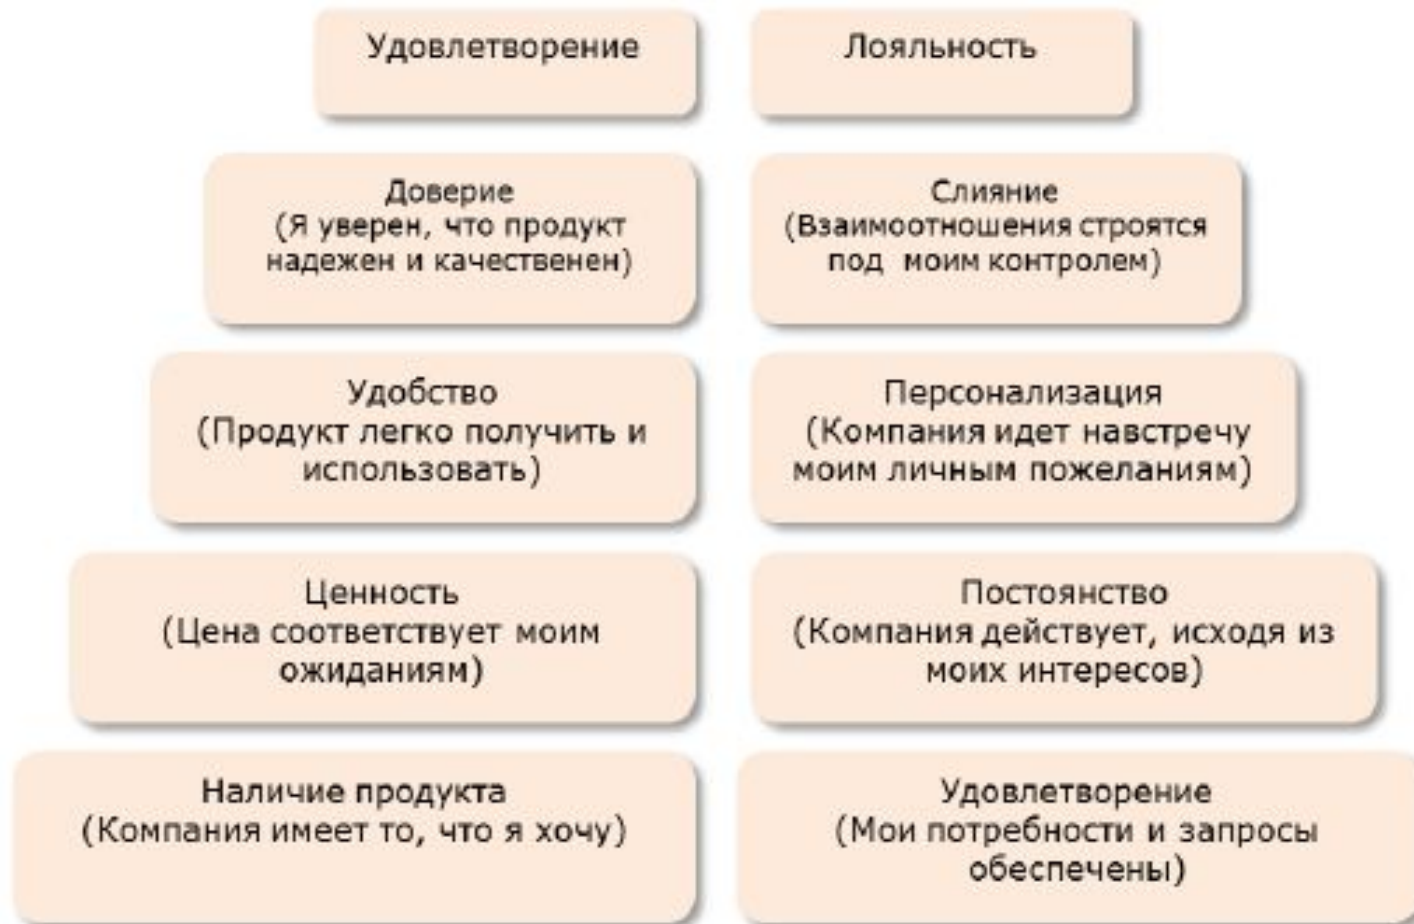 Удовлетворение
Лояльность
Доверие
(Я уверен, что продукт
надежен и качественен)
Слияние
(Взаимоотношения строятся
под моим контролем)
Удобство
(Продукт легко получить и
использовать)
Персонализация
(Компания идет навстречу
моим личным пожеланиям)
Ценность
(Цена соответствует моим
ожиданиям)
Постоянство
(Компания действует, исходя из
моих интересов)
Наличие продукта
(Компания имеет то, что я хочу)
Удовлетворение
(Мои потребности и запросы
обеспечены)